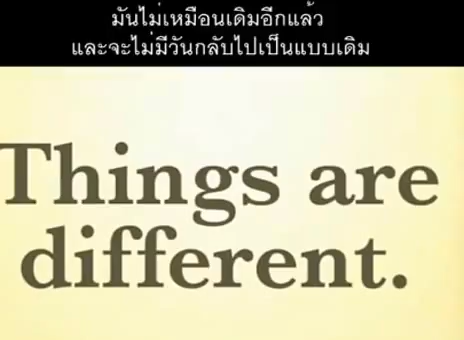 มันไม่เหมือนเดิมอีกแล้ว
และจะไม่มีวันกลับไปเป็นแบบเดิม
Things are
different.